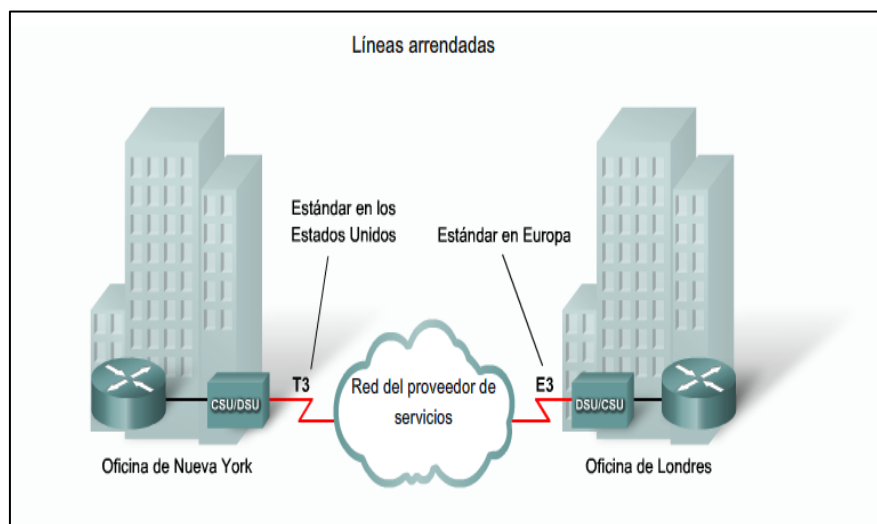 Líneas arrendadas
Estándar en los
Estados Unidos
Estándar en Europa
T3
Red del proveedor de
servicios
E3
CSU/DSU
DSU/CSU
Oficina de Nueva York
Oficina de Londres